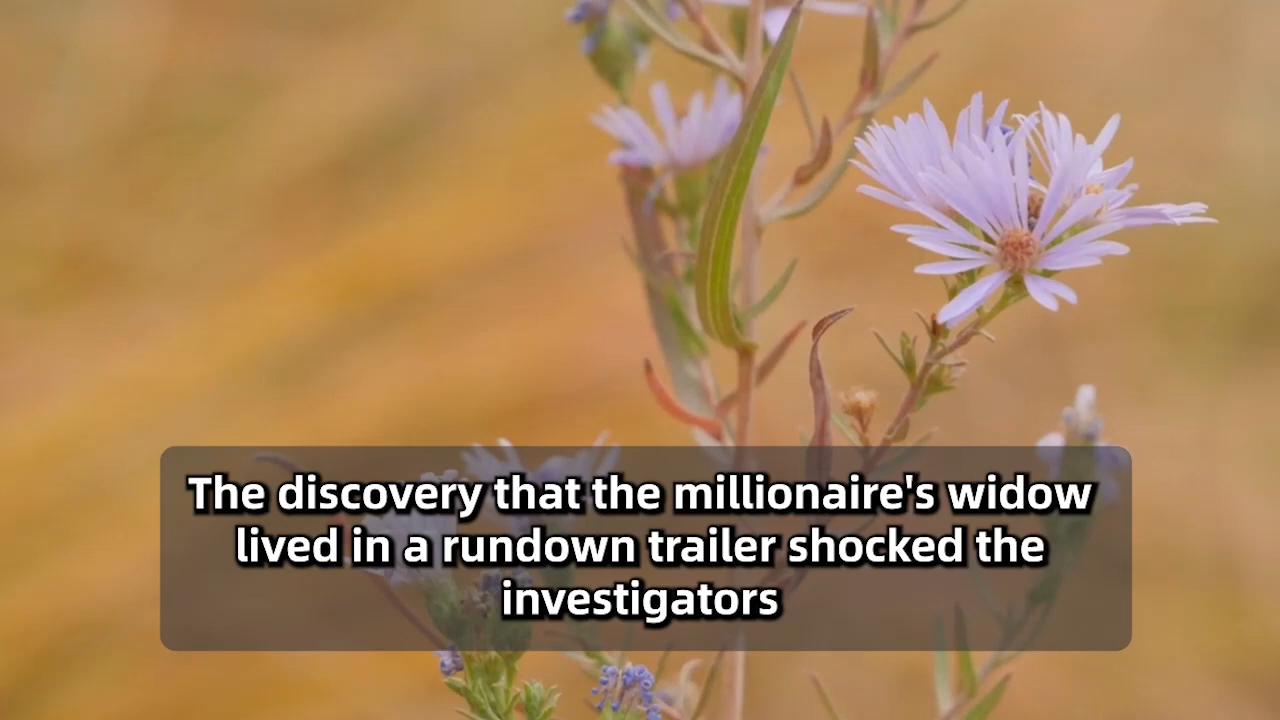 The discovery that the millionaire's widow
lived in a rundown trailer shocked the
investigators